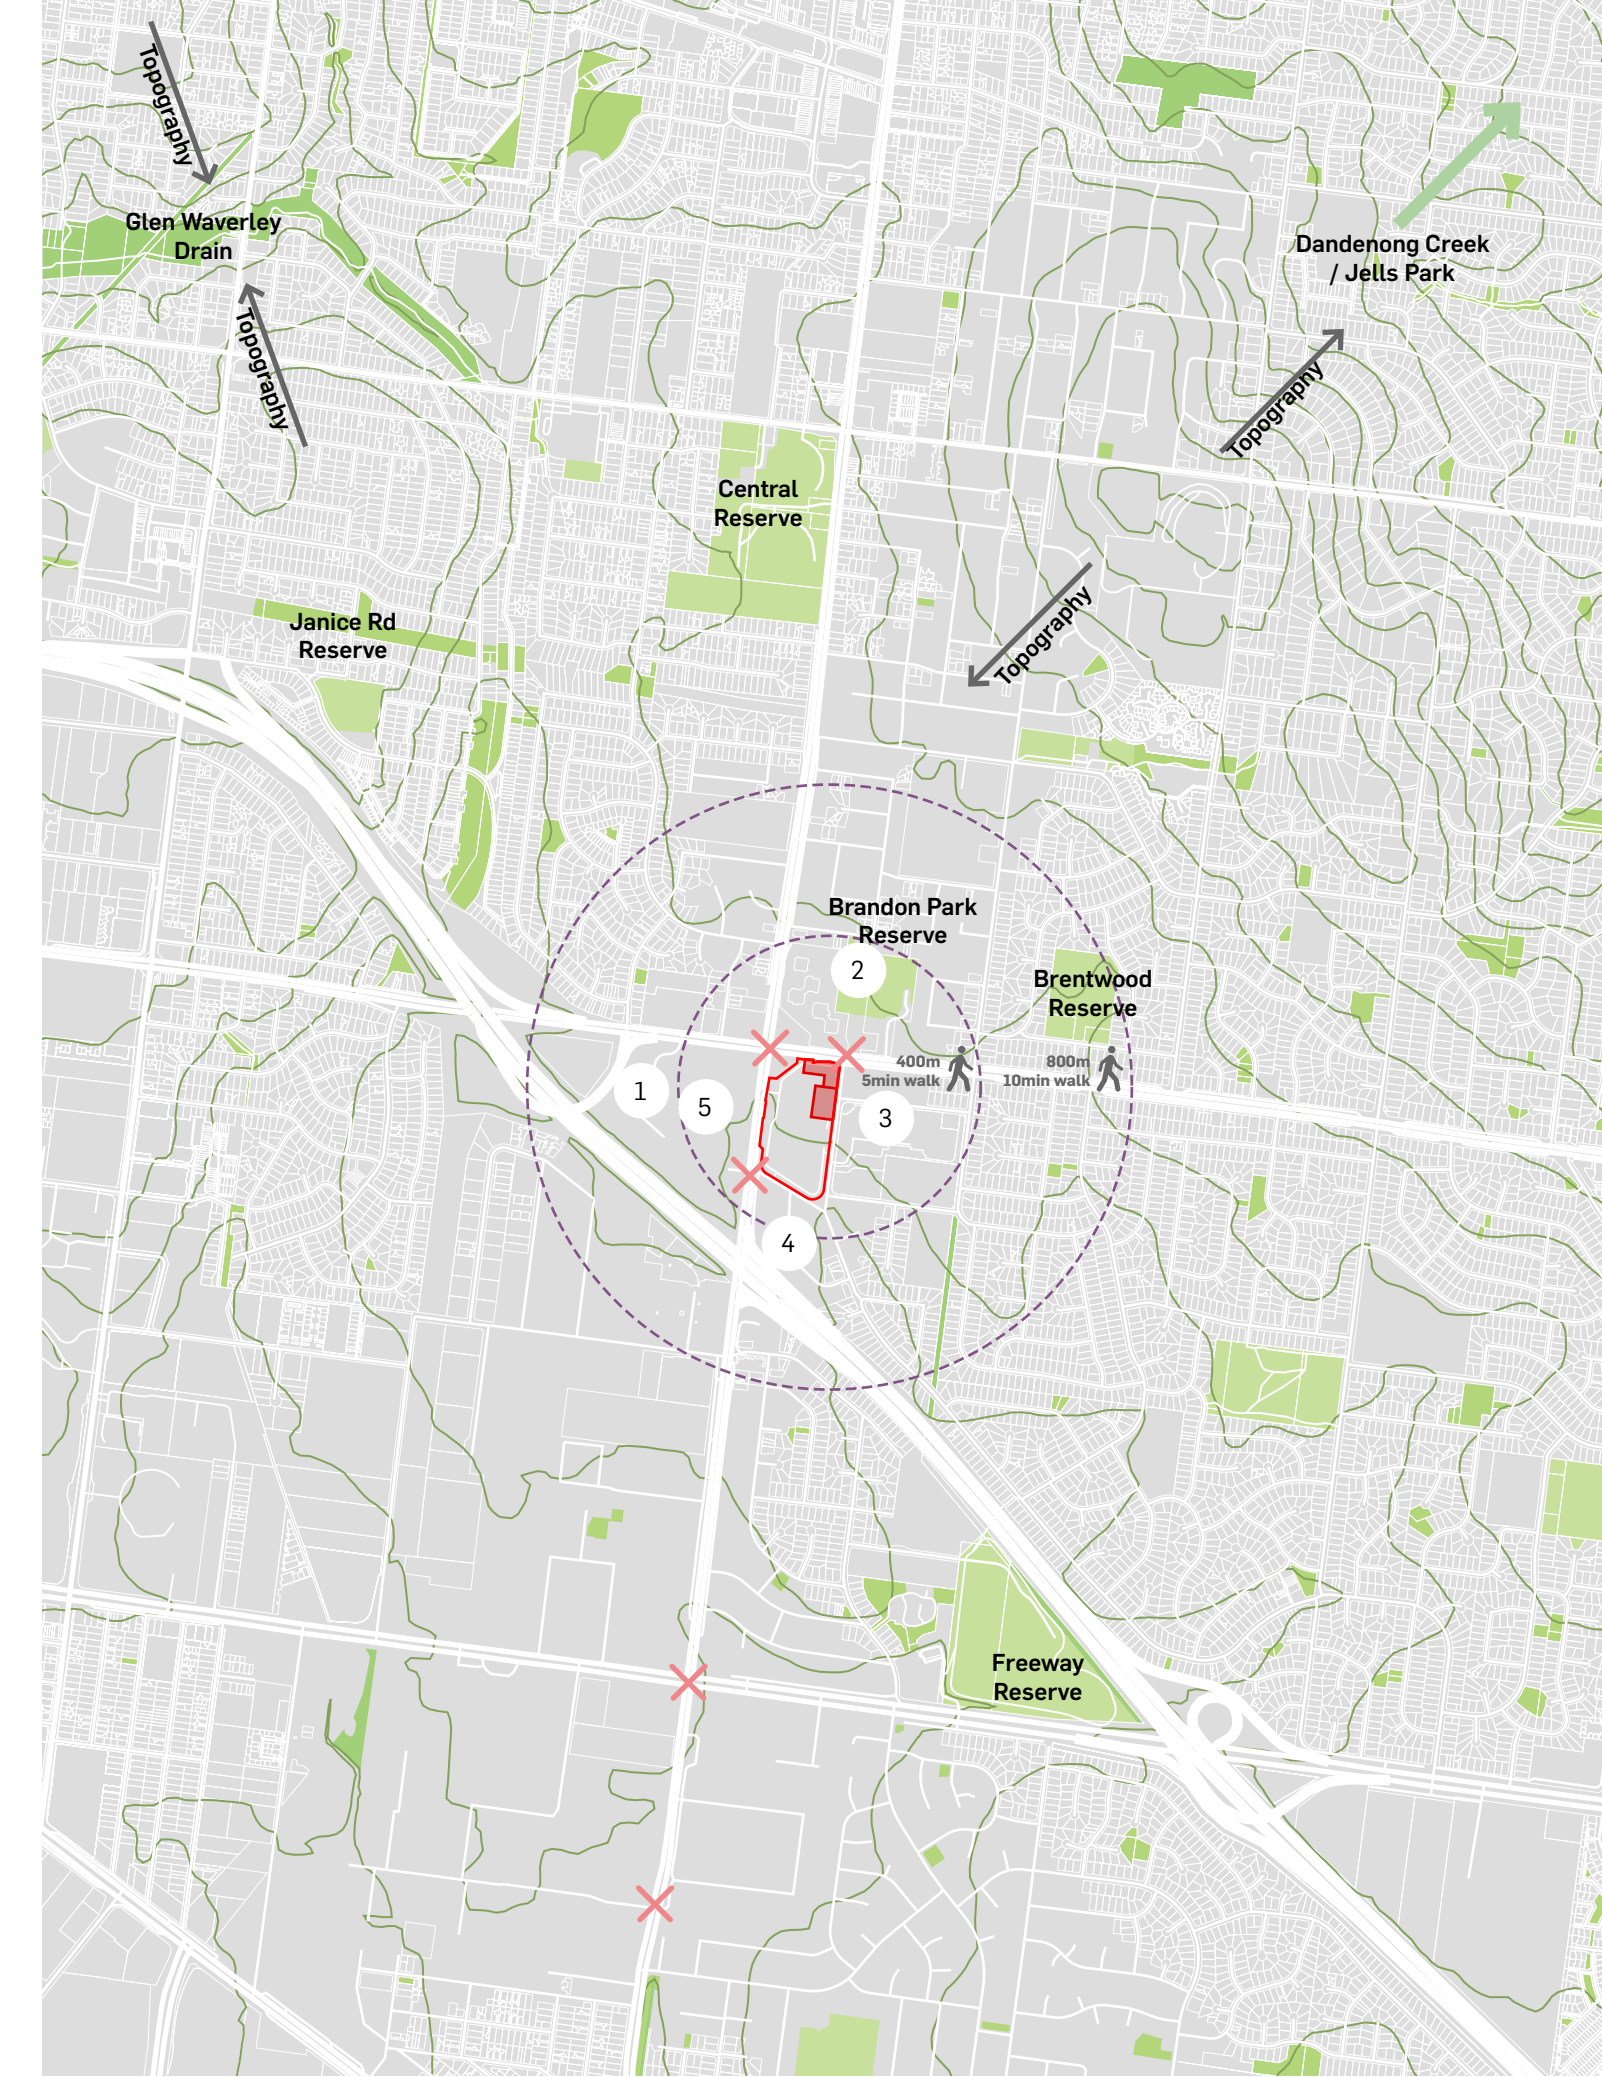 Topography
Glen Waverley
Drain
Dandenong Creek
/ Jells Park
Topography
Topography
Central
Reserve
Topography
Janice Rd
Reserve
Brandon Park
Reserve
2
Brentwood
Reserve
400m
5min walk
800m
10min walk
1
5
3
4
Freeway
Reserve